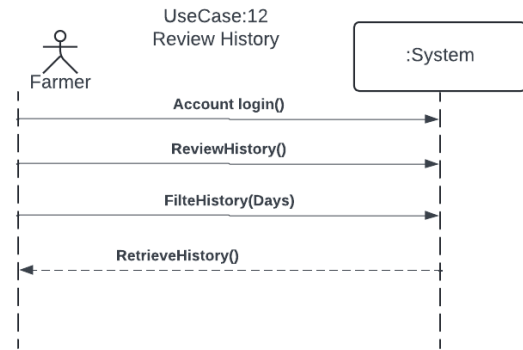 UseCase:12
Review History
Farmer
:System
Account login()
ReviewHistory()
FilteHistory(Days)
RetrieveHistory()